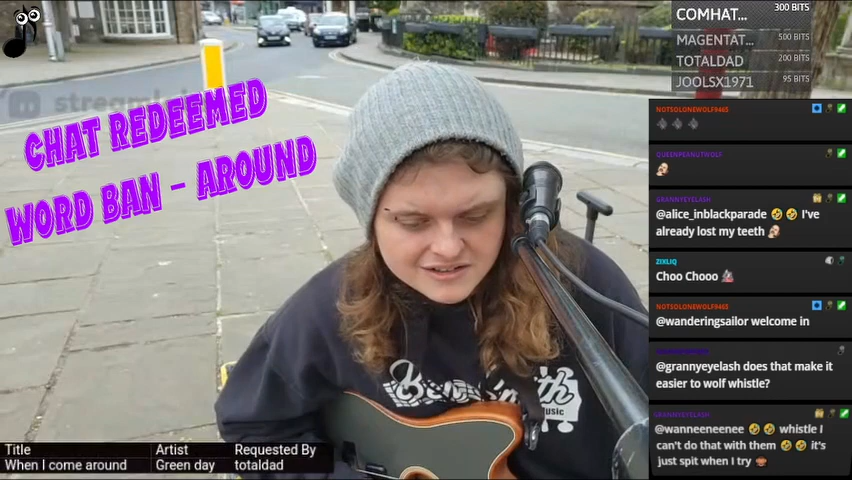 COMHAT... 300 BITS
MAGENTAT... 500 BITS
TOTALDAD 200 BITS
JOOLSX1971 95 BITS
CHAT REDEEMED
WORD BAN - AROUND
NOTSOLONEWOLF9465
QUEENPEANUTWOLF
GRANNYEYELASH
@alice_inblackparade I've
already lost my teeth
ZIXLIQ
Choo Chooo
NOTSOLONEWOLF9465
@wanderingsailor welcome in
@grannyeyelash does that make it
easier to wolf whistle?
GRANNYEYELASH
@wanneeneenee whistle I
can't do that with them it's
just spit when I try
Title Artist Requested By
When I come around Green day totaldad